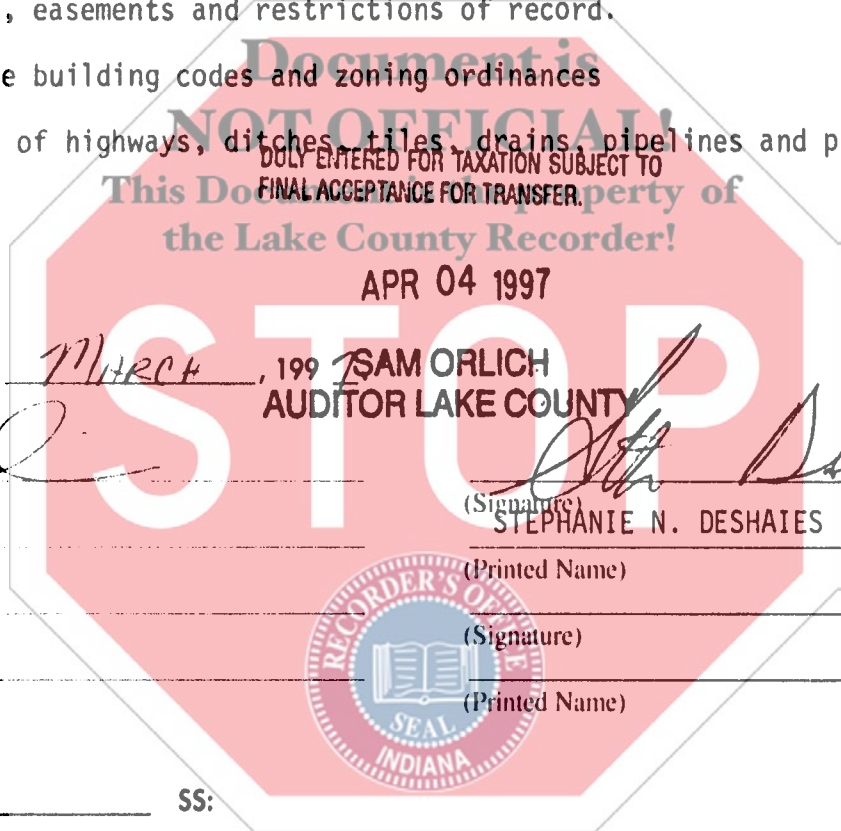 , easements and restrictions of record.
Document is
e building codes and zoning ordinances
NOT OFFICIAL!
of highways, ditches, tiles, drains, pipelines and p
DULY ENTERED FOR TAXATION SUBJECT TO
FINAL ACCEPTANCE FOR TRANSFER.
This Document is the property of
the Lake County Recorder!
APR 04 1997
STOP
MARCH, 1997
SAM ORLICH
AUDITOR LAKE COUNTY
(Signature)
STEPHANIE N. DESHAIES
(Printed Name)
(Signature)
(Printed Name)
RECORDER'S OFFICE
SEAL
INDIANA
SS: